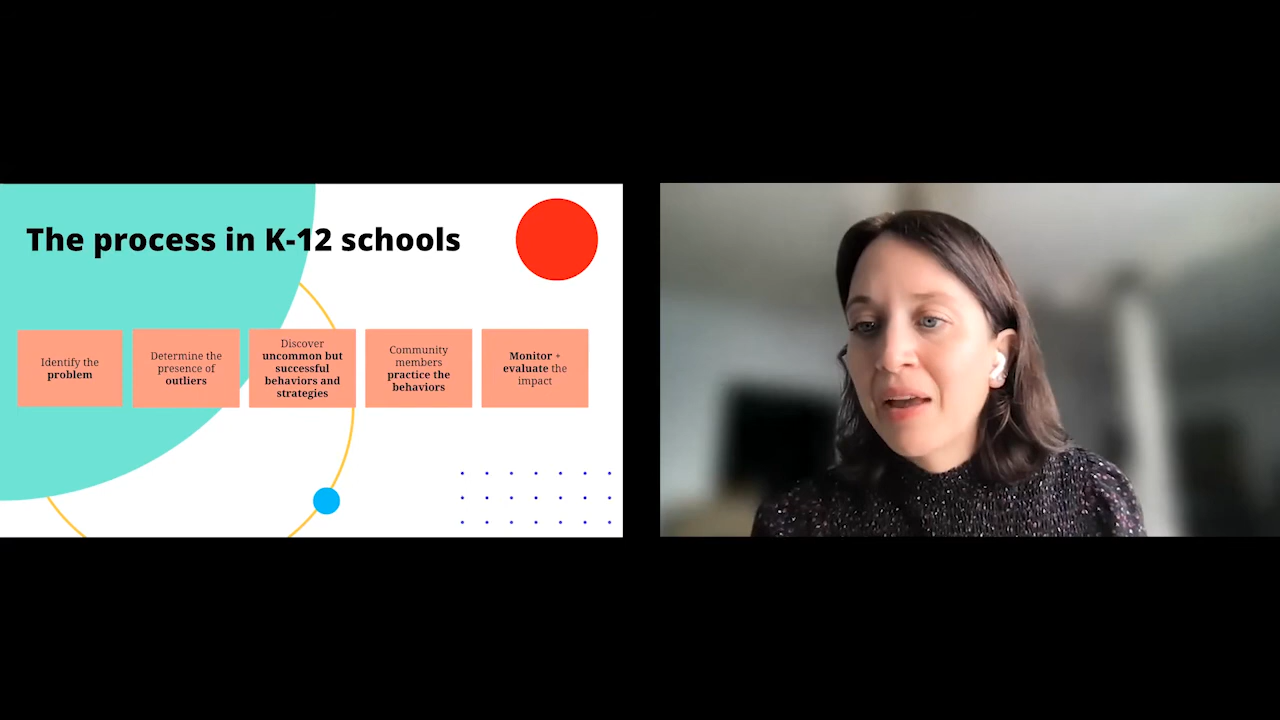 The process in K-12 schools
Identify the
problem
Determine the
presence of
outliers
Discover
uncommon but
successful
behaviors and
strategies
Community
members
practice the
behaviors
Monitor +
evaluate the
impact